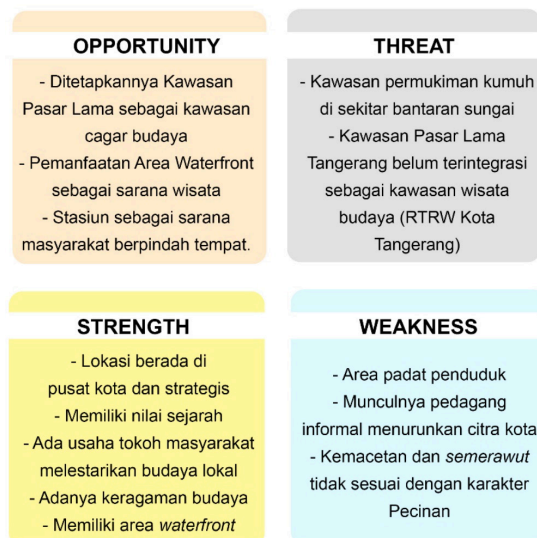 OPPORTUNITY
- Ditetapkannya Kawasan
Pasar Lama sebagai kawasan
cagar budaya
- Pemanfaatan Area Waterfront
sebagai sarana wisata
- Stasiun sebagai sarana
masyarakat berpindah tempat.
THREAT
- Kawasan permukiman kumuh
di sekitar bantaran sungai
- Kawasan Pasar Lama
Tangerang belum terintegrasi
sebagai kawasan wisata
budaya (RTRW Kota
Tangerang)
STRENGTH
- Lokasi berada di
pusat kota dan strategis
- Memiliki nilai sejarah
- Ada usaha tokoh masyarakat
melestarikan budaya lokal
- Adanya keragaman budaya
- Memiliki area waterfront
WEAKNESS
- Area padat penduduk
- Munculnya pedagang
informal menurunkan citra kota
- Kemacetan dan semerawut
tidak sesuai dengan karakter
Pecinan